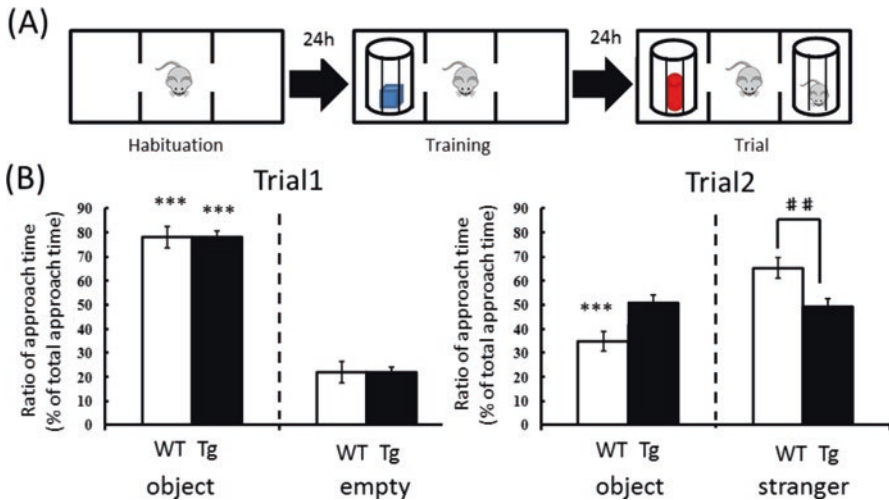 (A)
24h
24h
Habituation
Training
Trial
(B)
Trial1
Ratio of approach time
(% of total approach time)
90
80
70
60
50
40
30
20
10
0
*** ***
WT Tg
WT Tg
object
empty
Trial2
Ratio of approach time
(% of total approach time)
90
80
70
60
50
40
30
20
10
0
***
##
WT Tg
WT Tg
object
stranger